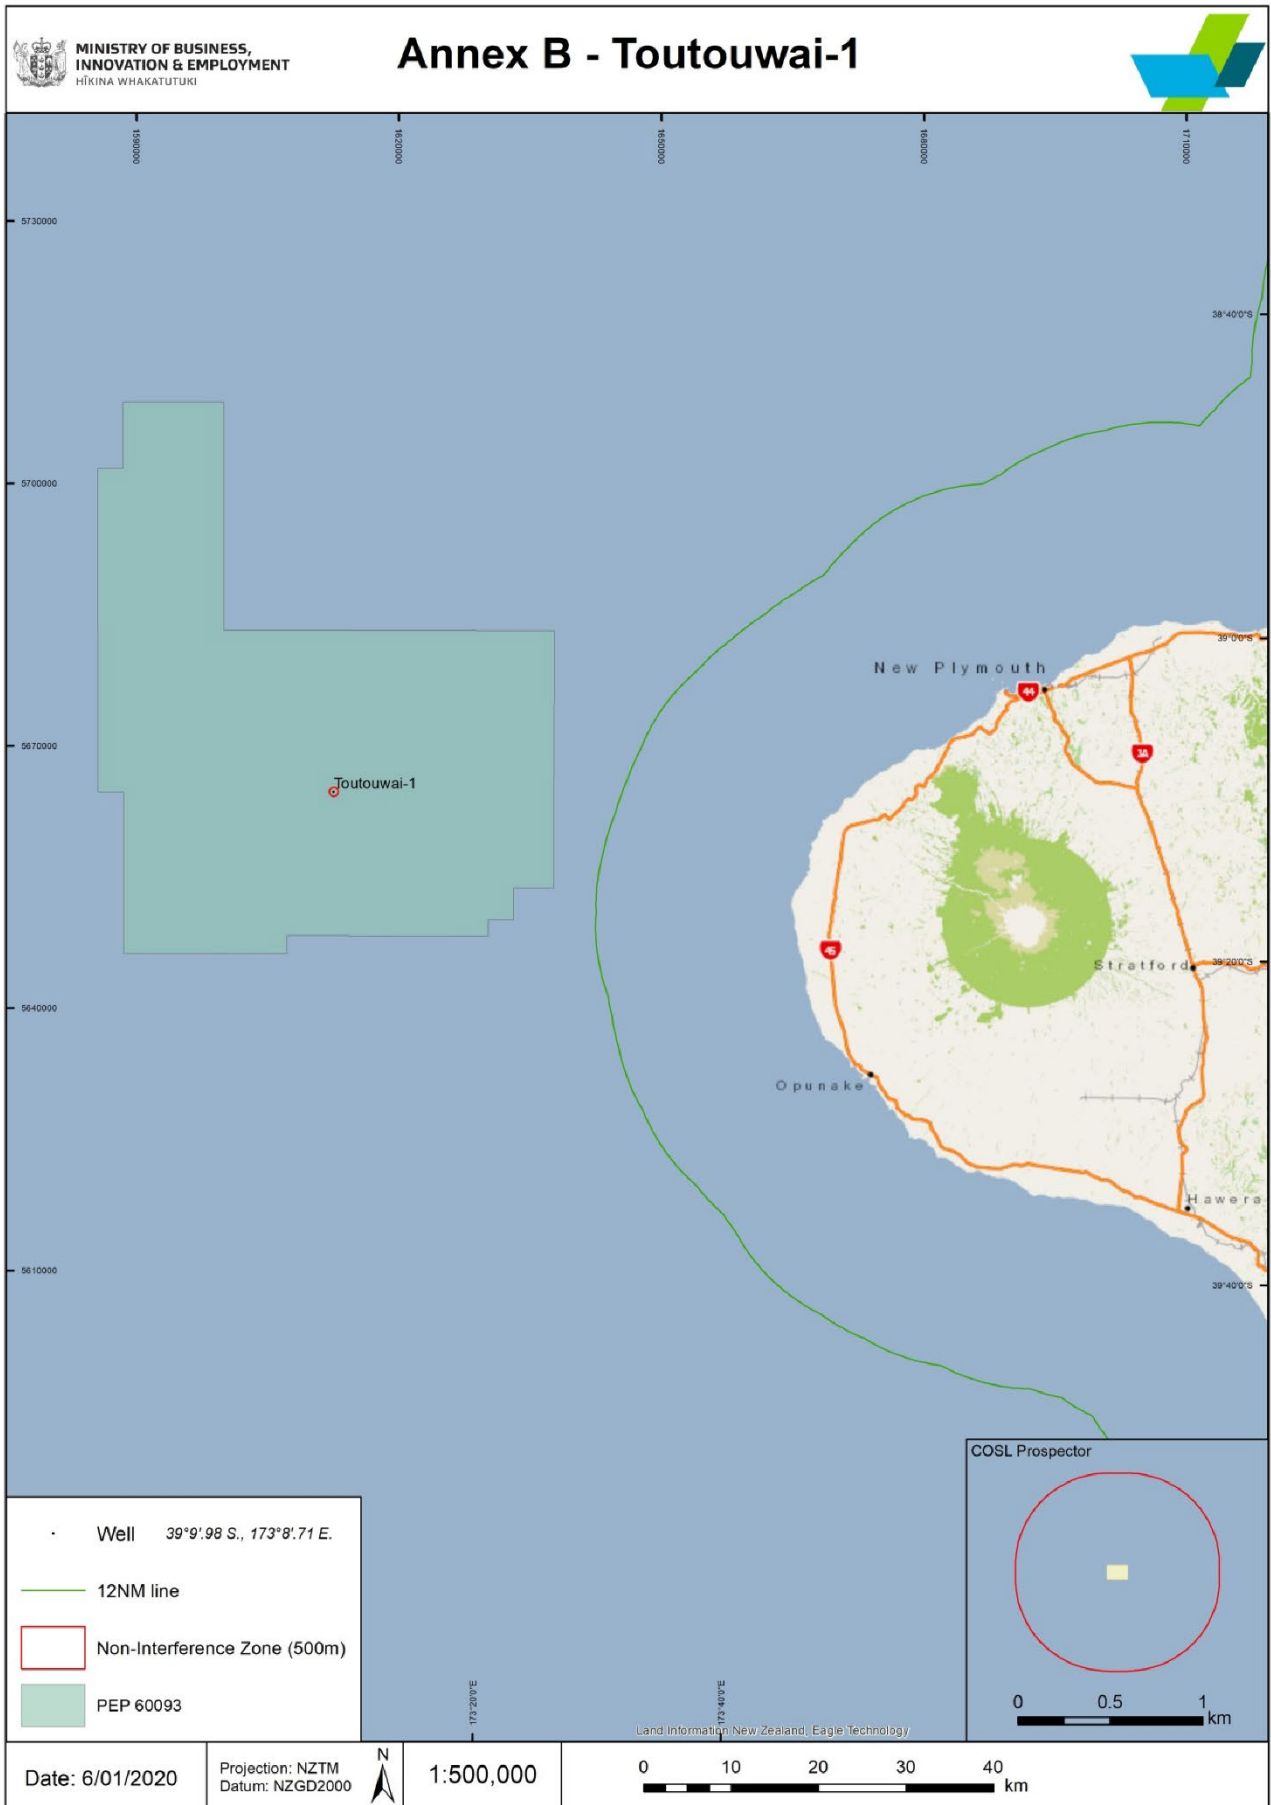 MINISTRY OF BUSINESS,
INNOVATION & EMPLOYMENT
HĪKINA WHAKATUTUKI
Annex B - Toutouwai-1
1590000
1620000
1650000
1680000
1710000
5730000
38°40'0"S
5700000
39°0'0"S
New Plymouth
44
3A
5670000
Toutouwai-1
45
Stratford
39°20'0"S
5640000
Opunake
Hawera
5610000
39°40'0"S
COSL Prospector
0 0.5 1
km
Well 39°9'.98 S., 173°8'.71 E.
12NM line
Non-Interference Zone (500m)
PEP 60093
173°20'0"E
173°40'0"E
Land Information New Zealand, Eagle Technology
Date: 6/01/2020
Projection: NZTM
Datum: NZGD2000
N
1:500,000
0 10 20 30 40
km